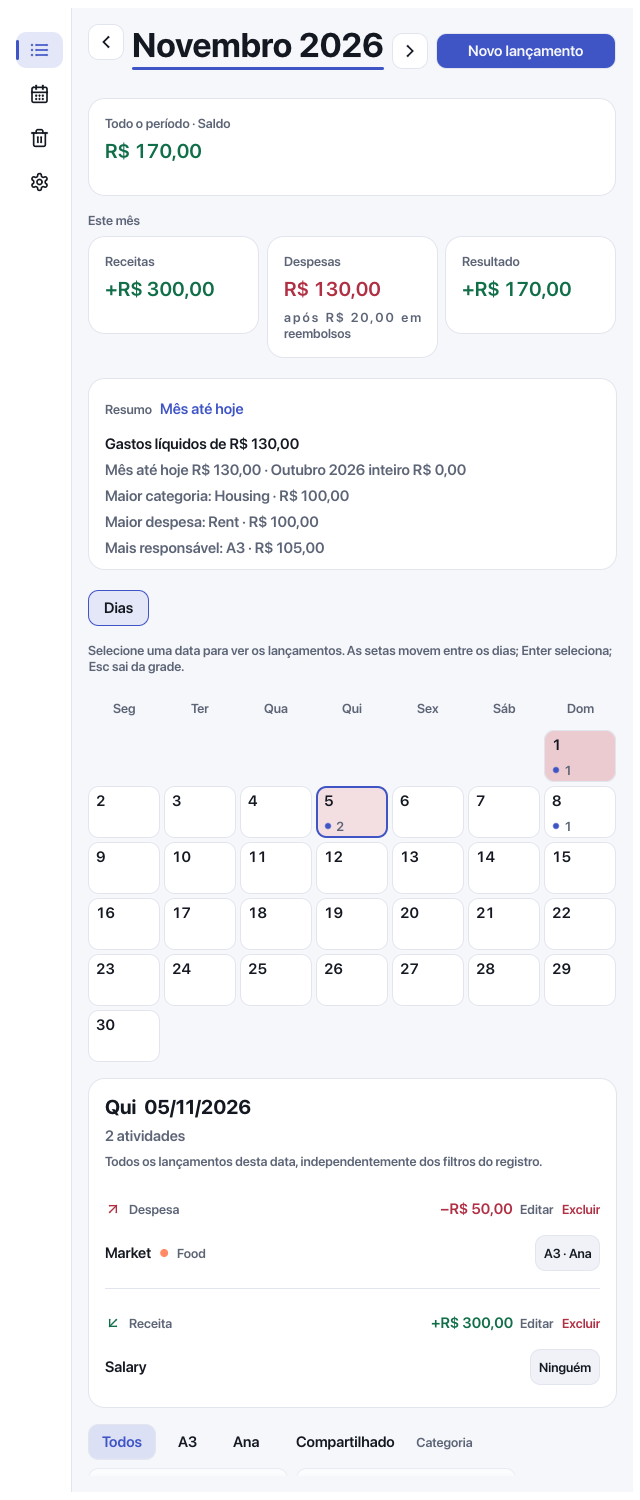 Novembro 2026
Novo lançamento
Todo o período · Saldo
R$ 170,00
Este mês
Receitas
+R$ 300,00
Despesas
R$ 130,00
após R$ 20,00 em
reembolsos
Resultado
+R$ 170,00
Resumo Mês até hoje
Gastos líquidos de R$ 130,00
Mês até hoje R$ 130,00 · Outubro 2026 inteiro R$ 0,00
Maior categoria: Housing · R$ 100,00
Maior despesa: Rent · R$ 100,00
Mais responsável: A3 · R$ 105,00
Dias
Selecione uma data para ver os lançamentos. As setas movem entre os dias; Enter seleciona;
Esc sai da grade.
Seg Ter Qua Qui Sex Sáb Dom
1
1
2 3 4 5 6 7 8
2 1
9 10 11 12 13 14 15
16 17 18 19 20 21 22
23 24 25 26 27 28 29
30
Qui 05/11/2026
2 atividades
Todos os lançamentos desta data, independentemente dos filtros do registro.
Despesa −R$ 50,00 Editar Excluir
Market Food A3 · Ana
Receita +R$ 300,00 Editar Excluir
Salary Ninguém
Todos A3 Ana Compartilhado Categoria